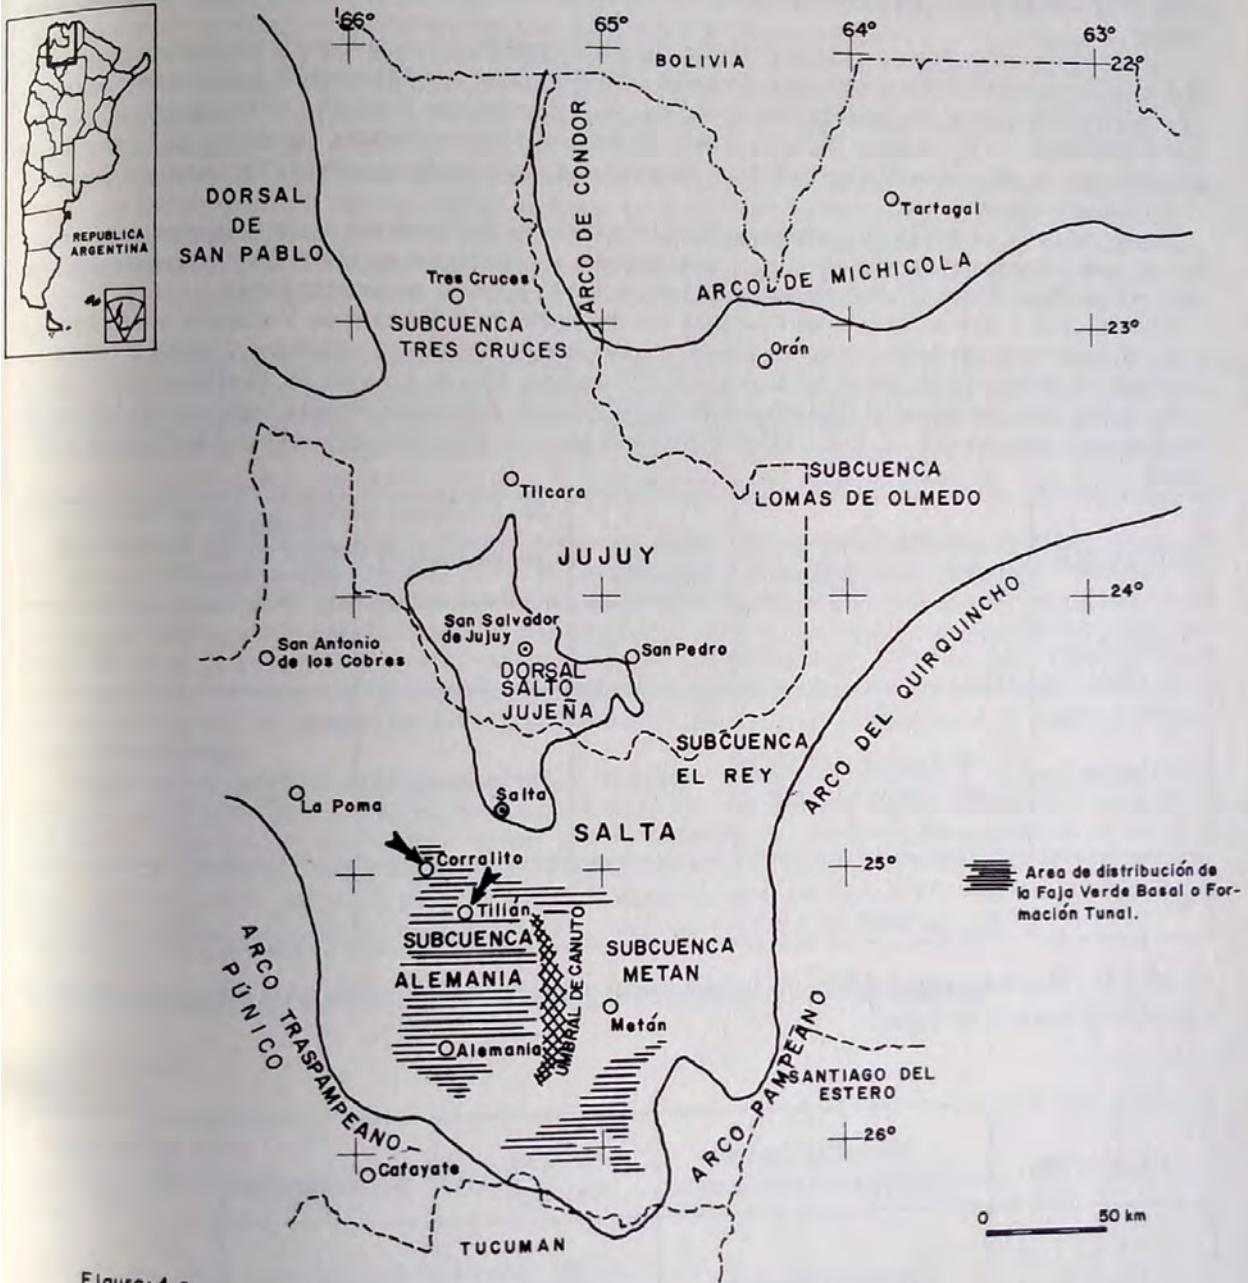 66°
65°
64°
63°
BOLIVIA
22°
REPUBLICA
ARGENTINA
DORSAL
DE
SAN PABLO
ARCO DE CONDOR
Tartagal
Tres Cruces
ARCO DE MICHICOLA
SUBCUENCA
TRES CRUCES
23°
Orán
SUBCUENCA
LOMAS DE OLMEDO
Tilcara
JUJUY
24°
San Salvador
de Jujuy
San Antonio
de los Cobres
San Pedro
DORSAL
SALTO
JUJEÑA
ARCO DEL QUIRQUINCHO
SUBCUENCA
EL REY
La Poma
Salta
SALTA
Corralito
25°
Area de distribución de
la Faja Verde Basal o For-
mación Tunal.
Tilián
SUBCUENCA
ALEMANIA
UMBRAL DE CANUTO
SUBCUENCA
METAN
ARCO TRASPAMPEANO
PÚNICO
Metán
Alemania
ARCO PAMPEANO
SANTIAGO DEL
ESTERO
26°
Cafayate
TUCUMAN
0 50 km